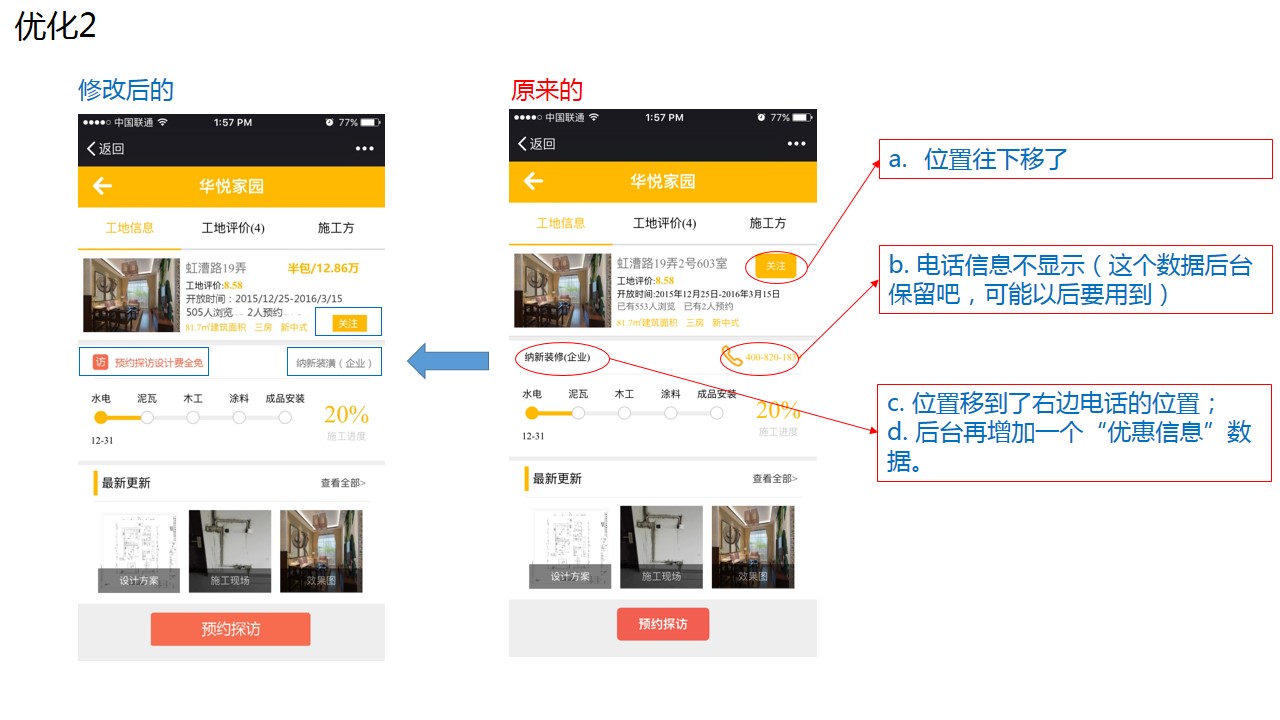 优化2
修改后的
中国联通 1:57 PM 77%
返回
华悦家园
工地信息 工地评价(4) 施工方
虹漕路19弄 半包/12.86万
工地评价:8.58
开放时间：2015/12/25-2016/3/15
505人浏览 2人预约
关注
81.7㎡建筑面积 三房 新中式
访 预约探访设计费全免 纳新装潢（企业）
水电 泥瓦 木工 涂料 成品安装
20%
施工进度
12-31
最新更新 查看全部>
设计方案 施工现场 效果图
预约探访
原来的
中国联通 1:57 PM 77%
返回
华悦家园
工地信息 工地评价(4) 施工方
虹漕路19弄2号603室 关注
工地评价:8.58
开放时间:2015年12月25日-2016年3月15日
已有553人浏览 已有2人预约
81.7㎡建筑面积 三房 新中式
纳新装修(企业) 400-820-183
水电 泥瓦 木工 涂料 成品安装
20%
施工进度
12-31
最新更新 查看全部>
设计方案 施工现场 效果图
预约探访
a. 位置往下移了
b. 电话信息不显示（这个数据后台
保留吧，可能以后要用到）
c. 位置移到了右边电话的位置；
d. 后台再增加一个“优惠信息”数
据。